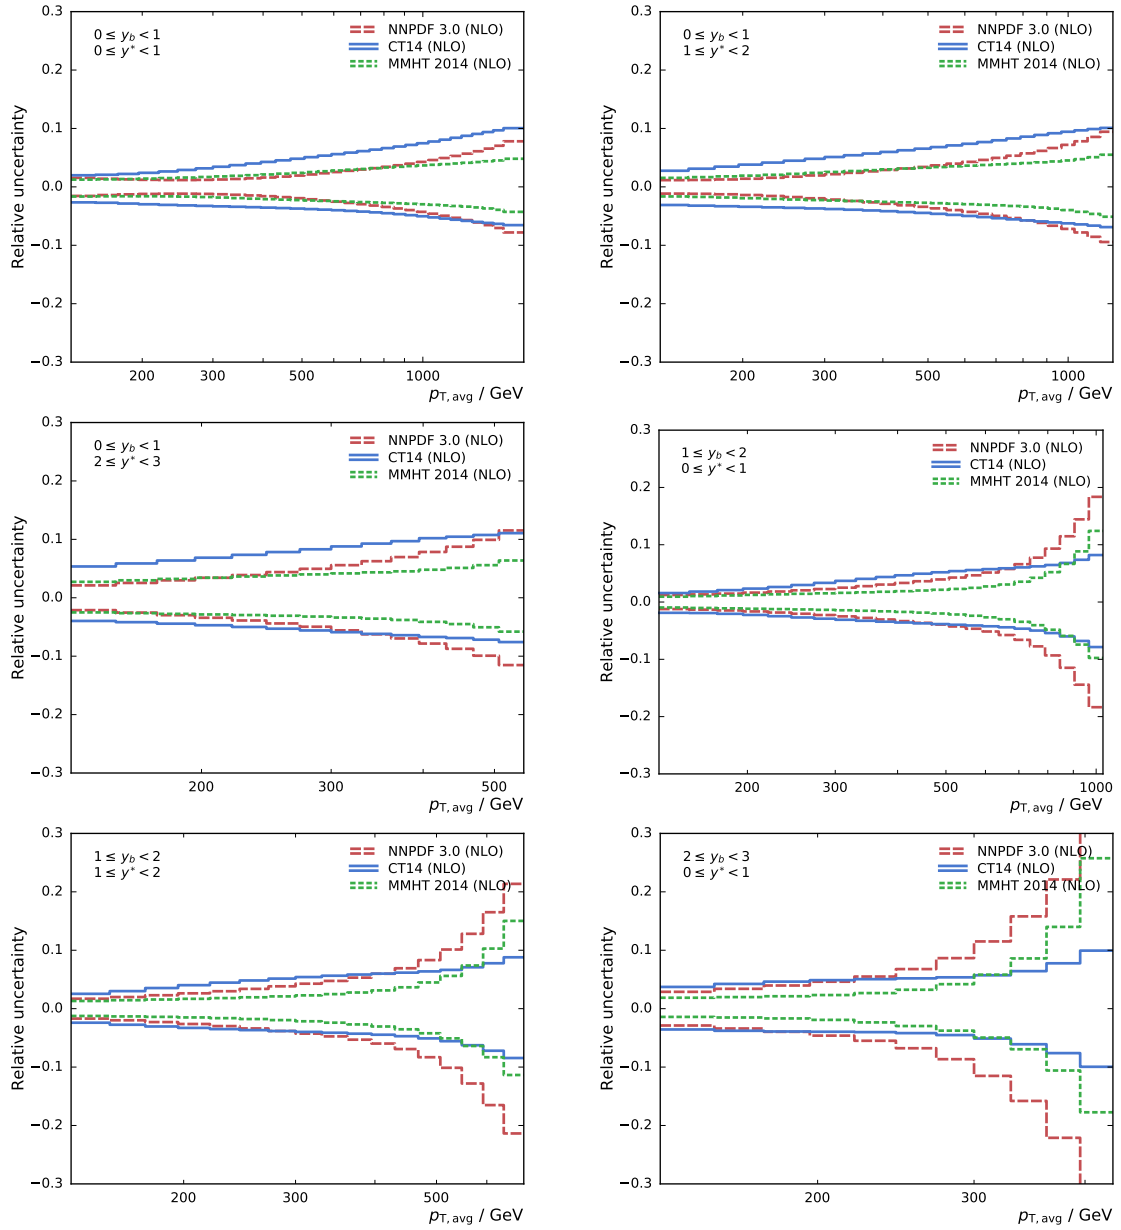 0 ≤ y_b < 1
0 ≤ y* < 1
NNPDF 3.0 (NLO)
CT14 (NLO)
MMHT 2014 (NLO)
Relative uncertainty
0.3
0.2
0.1
0.0
−0.1
−0.2
−0.3
200 300 500 1000
p_T,avg / GeV
0 ≤ y_b < 1
1 ≤ y* < 2
NNPDF 3.0 (NLO)
CT14 (NLO)
MMHT 2014 (NLO)
Relative uncertainty
0.3
0.2
0.1
0.0
−0.1
−0.2
−0.3
200 300 500 1000
p_T,avg / GeV
0 ≤ y_b < 1
2 ≤ y* < 3
NNPDF 3.0 (NLO)
CT14 (NLO)
MMHT 2014 (NLO)
Relative uncertainty
0.3
0.2
0.1
0.0
−0.1
−0.2
−0.3
200 300 500
p_T,avg / GeV
1 ≤ y_b < 2
0 ≤ y* < 1
NNPDF 3.0 (NLO)
CT14 (NLO)
MMHT 2014 (NLO)
Relative uncertainty
0.3
0.2
0.1
0.0
−0.1
−0.2
−0.3
200 300 500 1000
p_T,avg / GeV
1 ≤ y_b < 2
1 ≤ y* < 2
NNPDF 3.0 (NLO)
CT14 (NLO)
MMHT 2014 (NLO)
Relative uncertainty
0.3
0.2
0.1
0.0
−0.1
−0.2
−0.3
200 300 500
p_T,avg / GeV
2 ≤ y_b < 3
0 ≤ y* < 1
NNPDF 3.0 (NLO)
CT14 (NLO)
MMHT 2014 (NLO)
Relative uncertainty
0.3
0.2
0.1
0.0
−0.1
−0.2
−0.3
200 300
p_T,avg / GeV